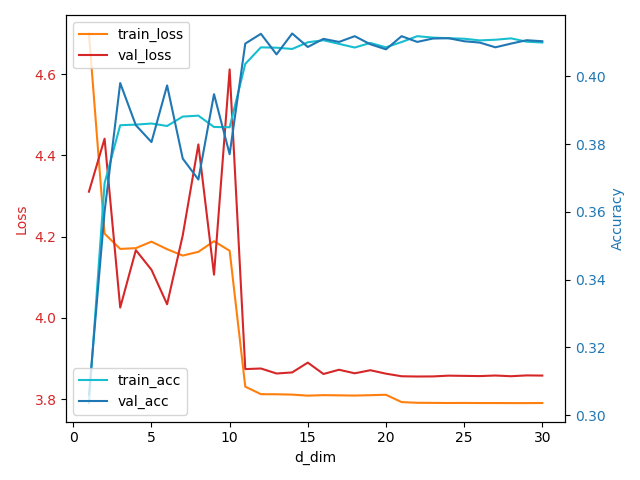 train_loss
val_loss
train_acc
val_acc
4.6
4.4
4.2
4.0
3.8
Loss
0.40
0.38
0.36
0.34
0.32
0.30
Accuracy
0 5 10 15 20 25 30
d_dim